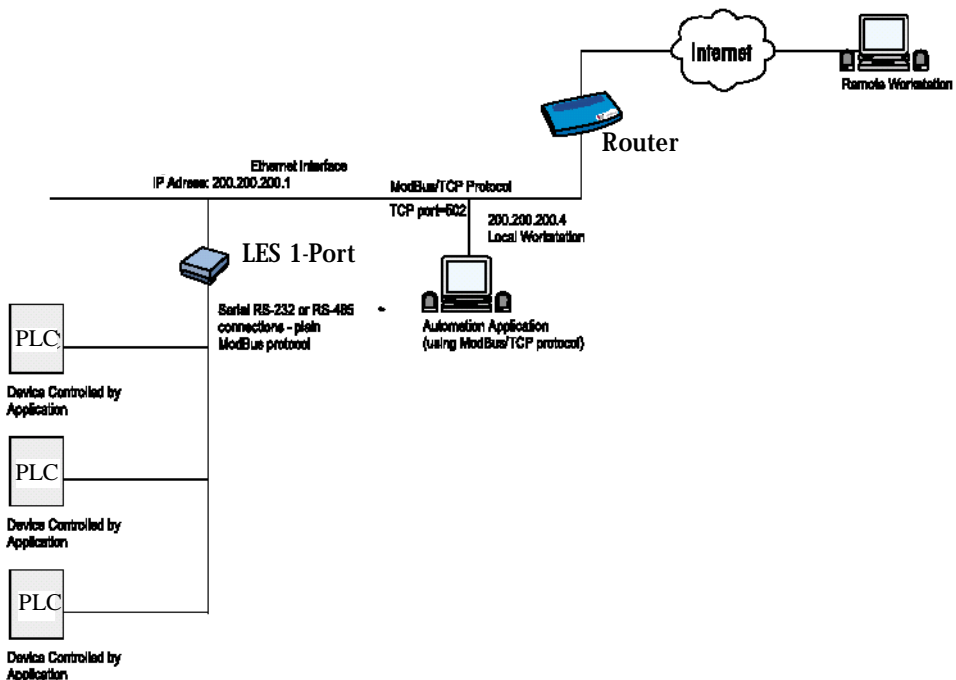 Internet
Remote Workstation
Router
Ethernet Interface
IP Adress: 200.200.200.1
ModBus/TCP Protocol
TCP port=502
200.200.200.4
Local Workstation
LES 1-Port
Serial RS-232 or RS-485
connections - plain
ModBus protocol
Automation Application
(using ModBus/TCP protocol)
PLC
Device Controlled by
Application
PLC
Device Controlled by
Application
PLC
Device Controlled by
Application